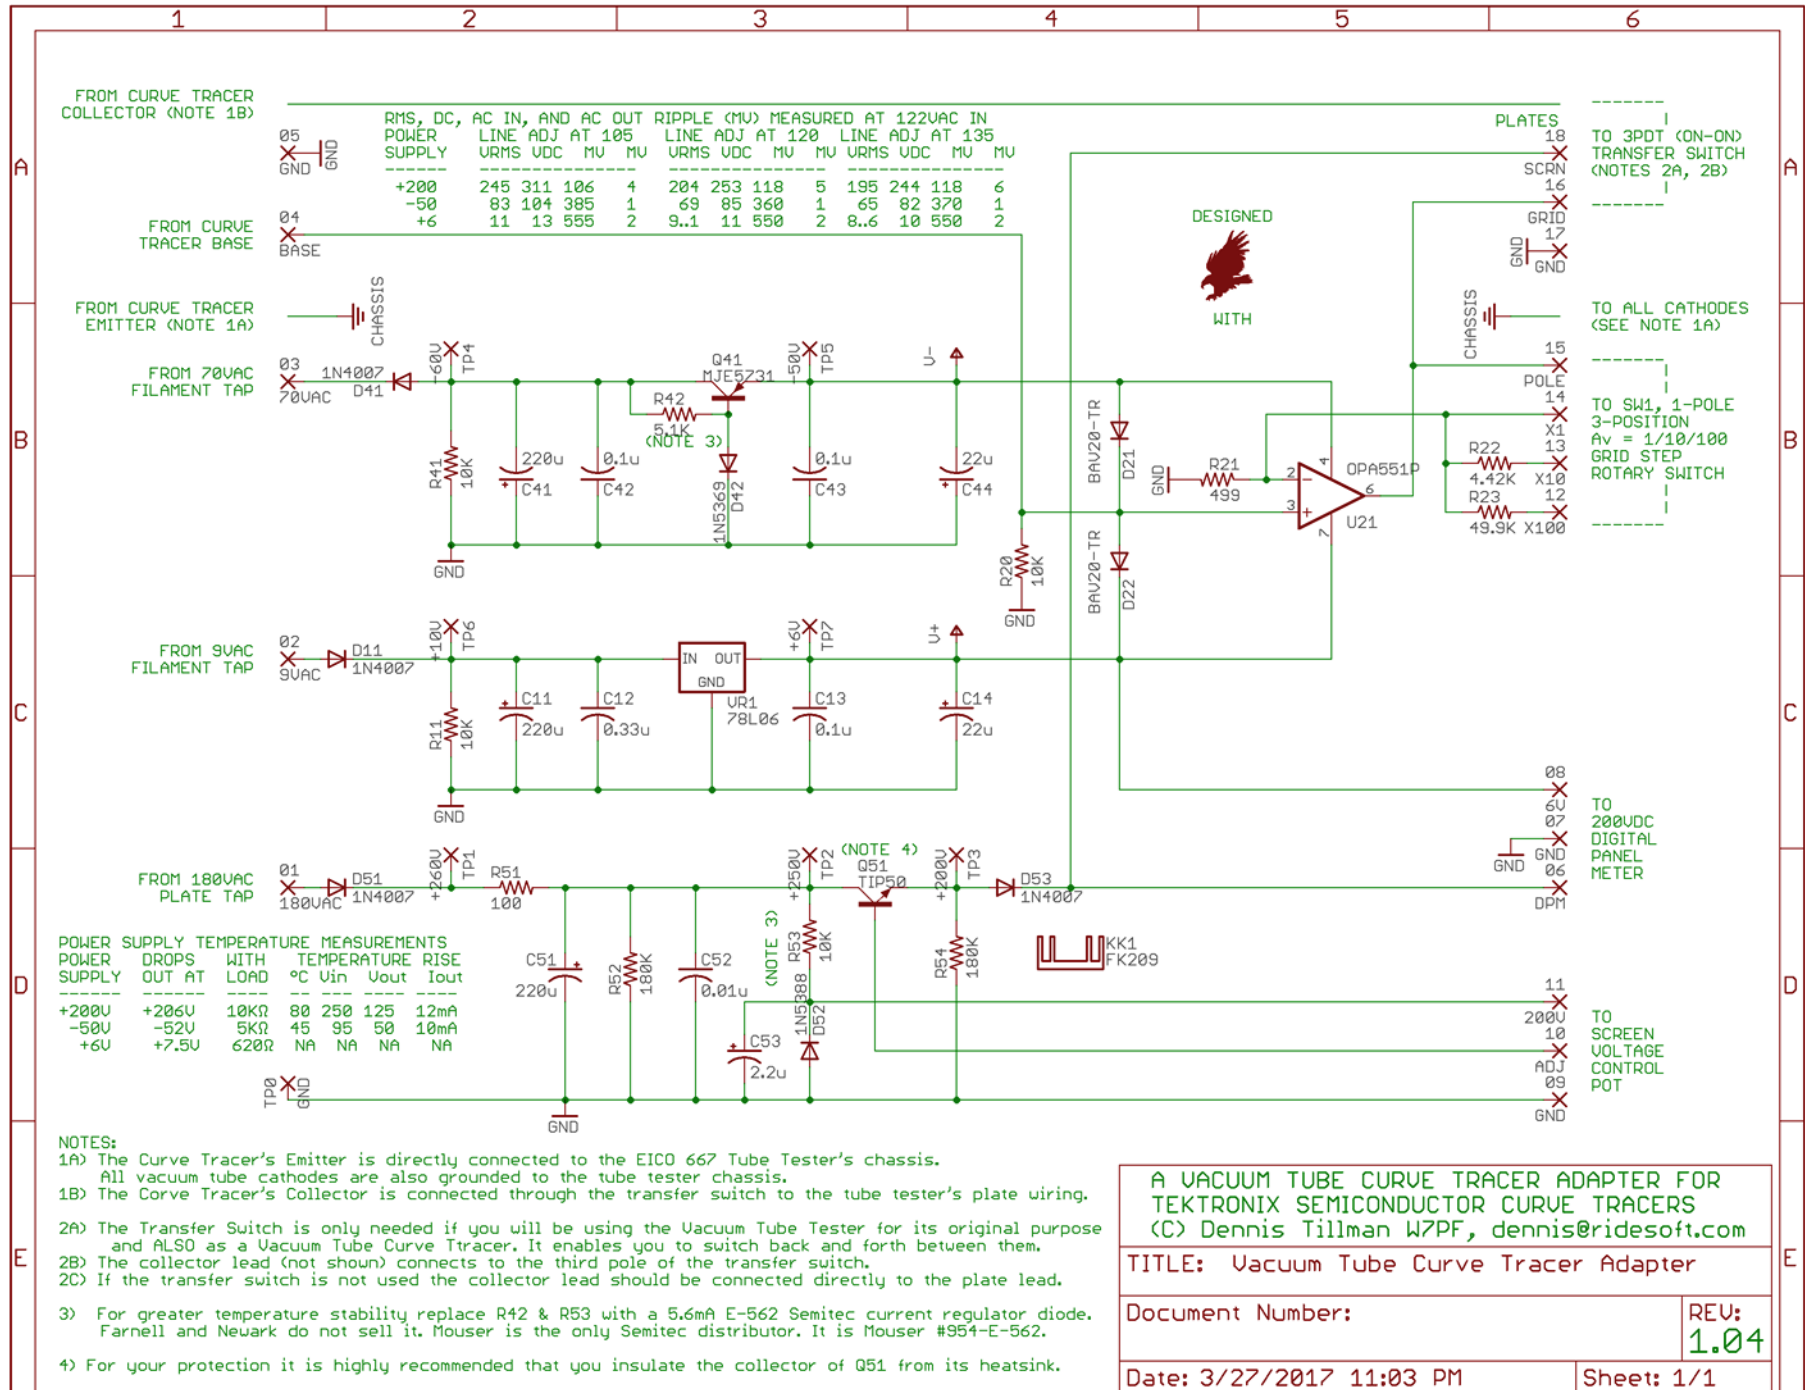 1 2 3 4 5 6
A
B
C
D
E
A
B
C
D
E
FROM CURVE TRACER
COLLECTOR (NOTE 1B)
05
GND
GND
04
BASE
FROM CURVE
TRACER BASE
RMS, DC, AC IN, AND AC OUT RIPPLE (MV) MEASURED AT 122VAC IN
POWER LINE ADJ AT 105 LINE ADJ AT 120 LINE ADJ AT 135
SUPPLY VRMS VDC MV MV VRMS VDC MV MV VRMS VDC MV MV
------ --------------- --------------- ---------------
+200 245 311 106 4 204 253 118 5 195 244 118 6
-50 83 104 385 1 69 85 360 1 65 82 370 1
+6 11 13 555 2 9..1 11 550 2 8..6 10 550 2
DESIGNED
WITH
PLATES
18
SCRN
16
GRID
17
GND
GND
TO 3PDT (ON-ON)
TRANSFER SWITCH
(NOTES 2A, 2B)
FROM CURVE TRACER
EMITTER (NOTE 1A)
CHASSIS
CHASSIS
TO ALL CATHODES
(SEE NOTE 1A)
FROM 70VAC
FILAMENT TAP
03
70VAC
1N4007
D41
-60V
TP4
R41
10K
220u
C41
0.1u
C42
R42
5.1K
(NOTE 3)
Q41
MJE5731
1N5369
D42
-50V
TP5
0.1u
C43
V-
22u
C44
GND
R20
10K
GND
BAV20-TR
D21
BAV20-TR
D22
GND
R21
499
2
3
4
6
7
OPA551P
U21
15
POLE
14
X1
13
X10
12
X100
R22
4.42K
R23
49.9K
TO SW1, 1-POLE
3-POSITION
Av = 1/10/100
GRID STEP
ROTARY SWITCH
FROM 9VAC
FILAMENT TAP
02
9VAC
D11
1N4007
+10V
TP6
R11
10K
C11
220u
C12
0.33u
IN OUT
GND
VR1
78L06
+6V
TP7
C13
0.1u
V+
C14
22u
GND
08
6V
07
GND
GND
06
DPM
TO
200VDC
DIGITAL
PANEL
METER
FROM 180VAC
PLATE TAP
01
180VAC
D51
1N4007
+260V
TP1
R51
100
C51
220u
R52
180K
C52
0.01u
+250V
TP2
(NOTE 4)
Q51
TIP50
(NOTE 3)
R53
10K
1N5388
D52
C53
2.2u
+200V
TP3
R54
180K
D53
1N4007
KK1
FK209
11
200V
10
ADJ
09
GND
TO
SCREEN
VOLTAGE
CONTROL
POT
POWER SUPPLY TEMPERATURE MEASUREMENTS
POWER DROPS WITH TEMPERATURE RISE
SUPPLY OUT AT LOAD °C Vin Vout Iout
------ ------ ---- -- --- ---- ----
+200V +206V 10KΩ 80 250 125 12mA
-50V -52V 5KΩ 45 95 50 10mA
+6V +7.5V 620Ω NA NA NA NA
TP0
GND
GND
NOTES:
1A) The Curve Tracer's Emitter is directly connected to the EICO 667 Tube Tester's chassis.
All vacuum tube cathodes are also grounded to the tube tester chassis.
1B) The Corve Tracer's Collector is connected through the transfer switch to the tube tester's plate wiring.
2A) The Transfer Switch is only needed if you will be using the Vacuum Tube Tester for its original purpose
and ALSO as a Vacuum Tube Curve Ttracer. It enables you to switch back and forth between them.
2B) The collector lead (not shown) connects to the third pole of the transfer switch.
2C) If the transfer switch is not used the collector lead should be connected directly to the plate lead.
3) For greater temperature stability replace R42 & R53 with a 5.6mA E-562 Semitec current regulator diode.
Farnell and Newark do not sell it. Mouser is the only Semitec distributor. It is Mouser #954-E-562.
4) For your protection it is highly recommended that you insulate the collector of Q51 from its heatsink.
A VACUUM TUBE CURVE TRACER ADAPTER FOR
TEKTRONIX SEMICONDUCTOR CURVE TRACERS
(C) Dennis Tillman W7PF, dennis@ridesoft.com
TITLE: Vacuum Tube Curve Tracer Adapter
Document Number:
REV:
1.04
Date: 3/27/2017 11:03 PM
Sheet: 1/1